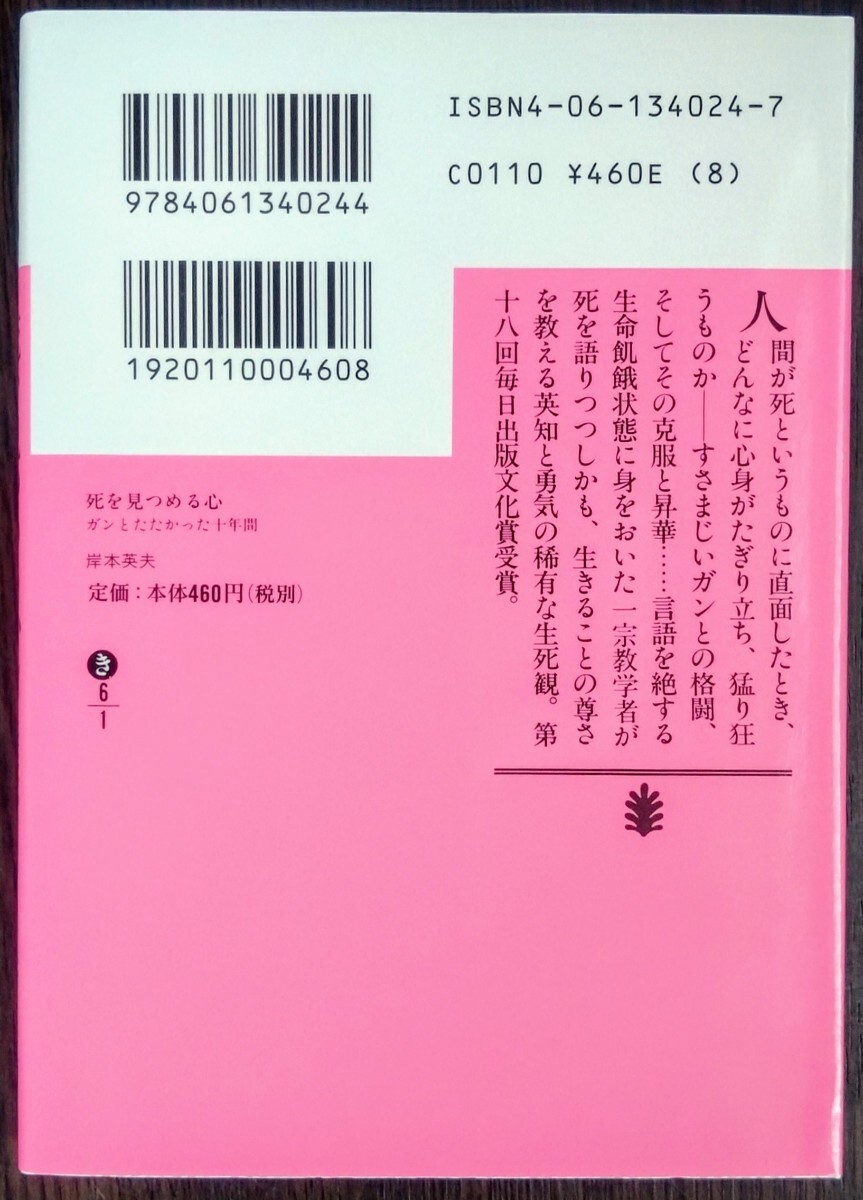 ISBN4-06-134024-7
C0110 ¥460E (8)
9784061340244
1920110004608
人間が死というものに直面したとき、
どんなに心身がたぎり立ち、猛り狂
うものか——すさまじいガンとの格闘、
そしてその克服と昇華……言語を絶する
生命飢餓状態に身をおいた一宗教学者が
死を語りつつしかも、生きることの尊さ
を教える英知と勇気の稀有な生死観。第
十八回毎日出版文化賞受賞。
死を見つめる心
ガンとたたかった十年間
岸本英夫
定価：本体460円(税別)
き
6
1